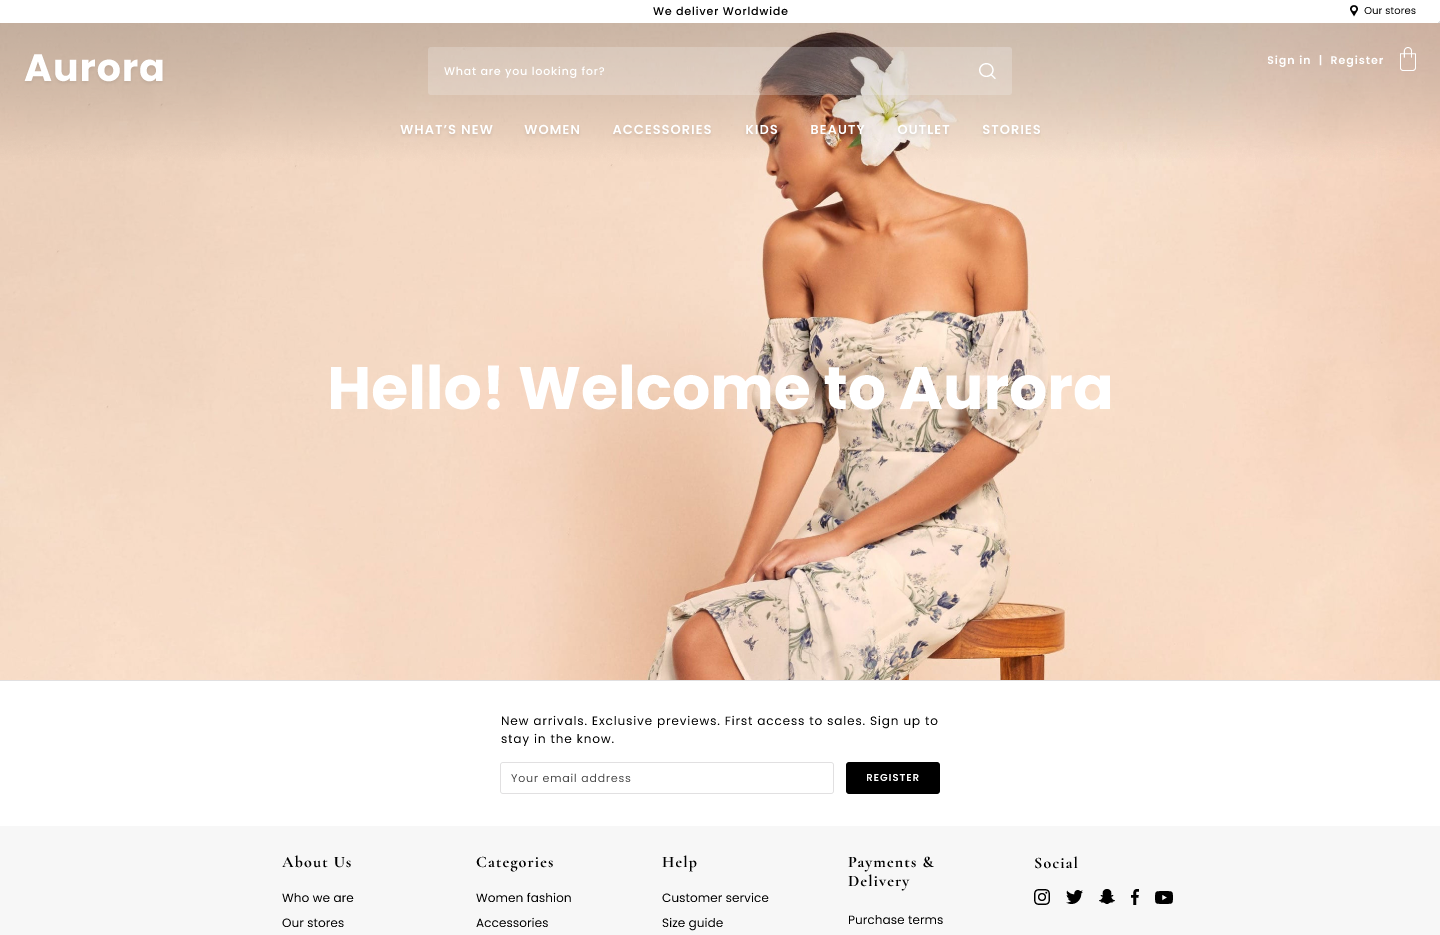 We deliver Worldwide
Our stores
Aurora
What are you looking for?
Sign in | Register
WHAT'S NEW WOMEN ACCESSORIES KIDS BEAUTY OUTLET STORIES
Hello! Welcome to Aurora
New arrivals. Exclusive previews. First access to sales. Sign up to
stay in the know.
Your email address
REGISTER
About Us
Who we are
Our stores
Categories
Women fashion
Accessories
Help
Customer service
Size guide
Payments &
Delivery
Purchase terms
Social